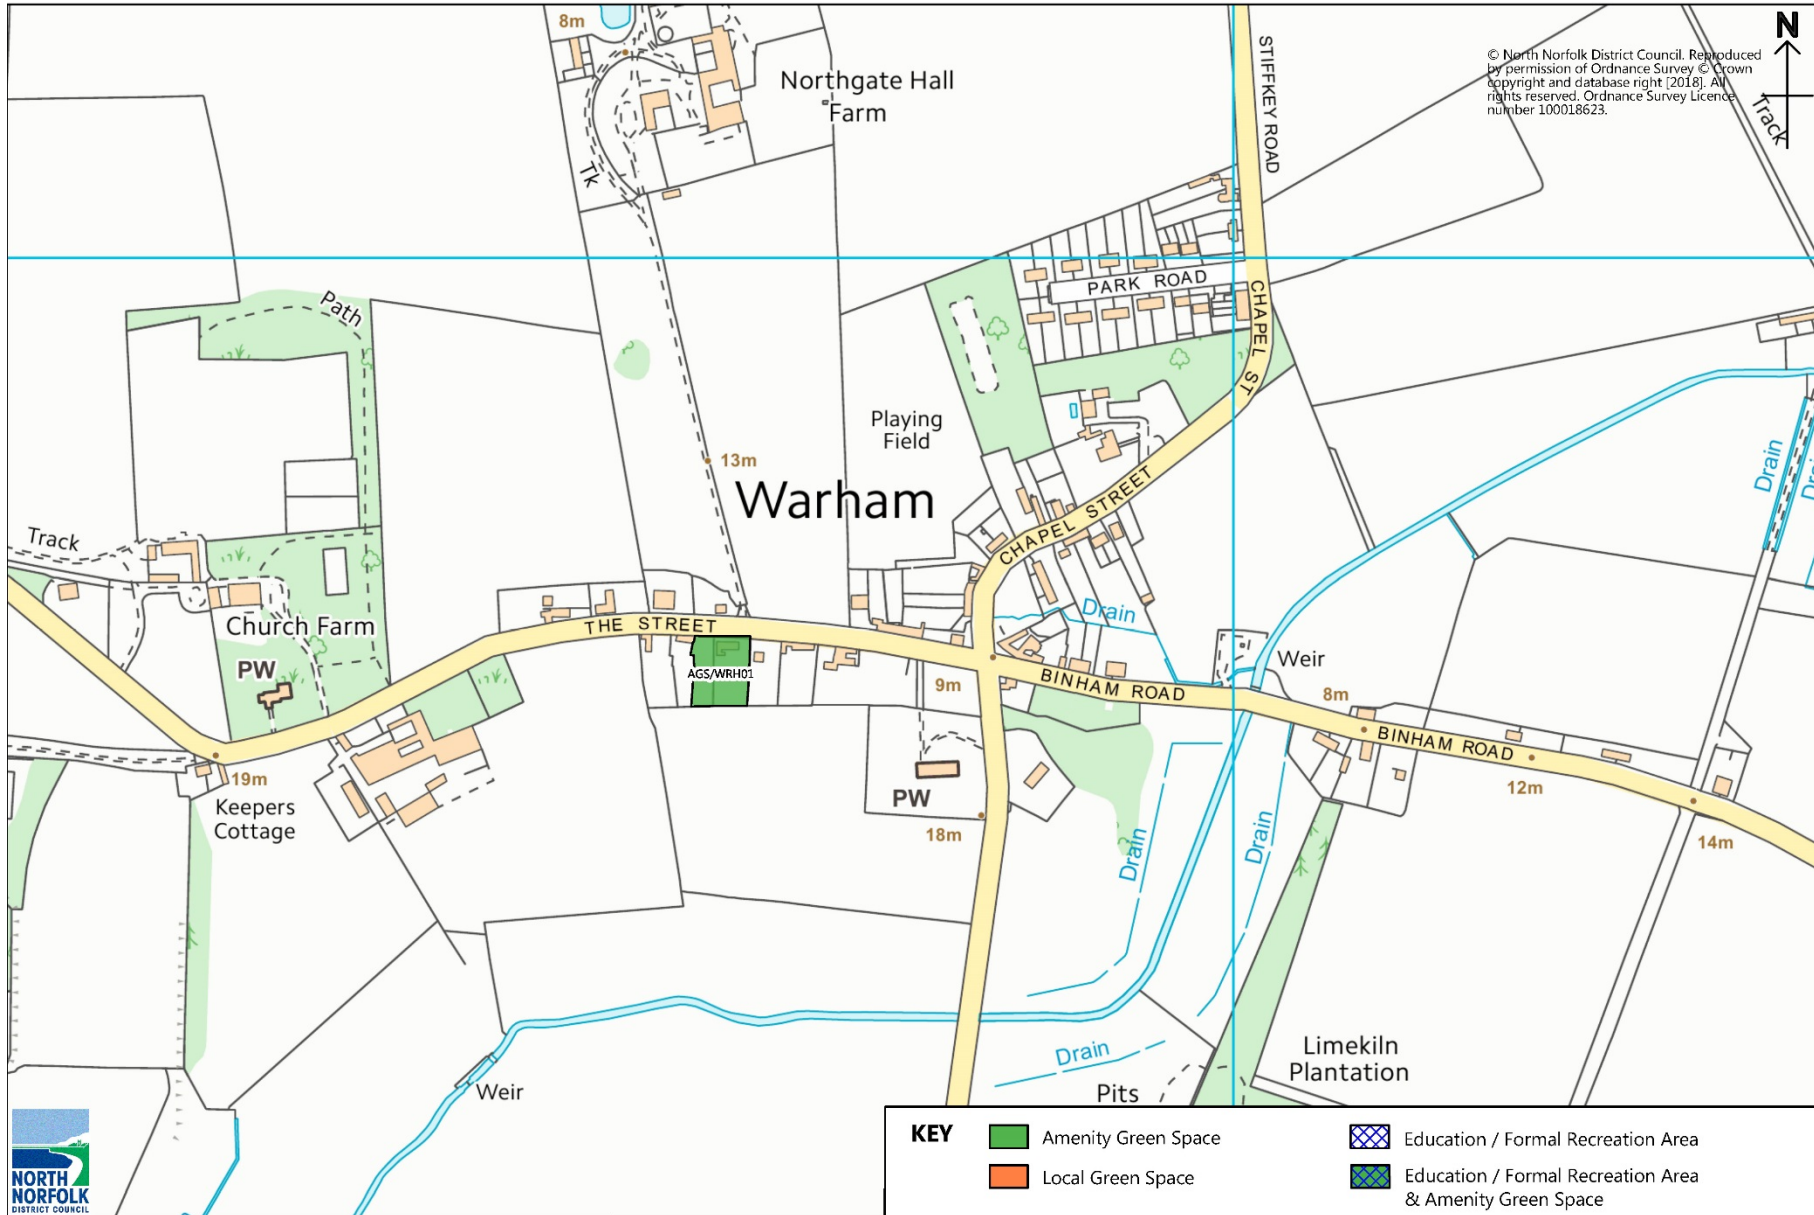 8m
Northgate Hall
Farm
STIFFKEY ROAD
© North Norfolk District Council. Reproduced
by permission of Ordnance Survey © Crown
copyright and database right [2018]. All
rights reserved. Ordnance Survey Licence
number 100018623.
N
Track
Tk
Path
PARK ROAD
CHAPEL ST
Playing
Field
13m
Warham
CHAPEL STREET
Drain
Track
Church Farm
THE STREET
Drain
PW
AGS/WRH01
9m
BINHAM ROAD
Weir
8m
BINHAM ROAD
19m
Keepers
Cottage
PW
18m
12m
14m
Drain
Drain
Drain
Weir
Pits
Limekiln
Plantation
NORTH
NORFOLK
DISTRICT COUNCIL
KEY
Amenity Green Space
Local Green Space
Education / Formal Recreation Area
Education / Formal Recreation Area
& Amenity Green Space